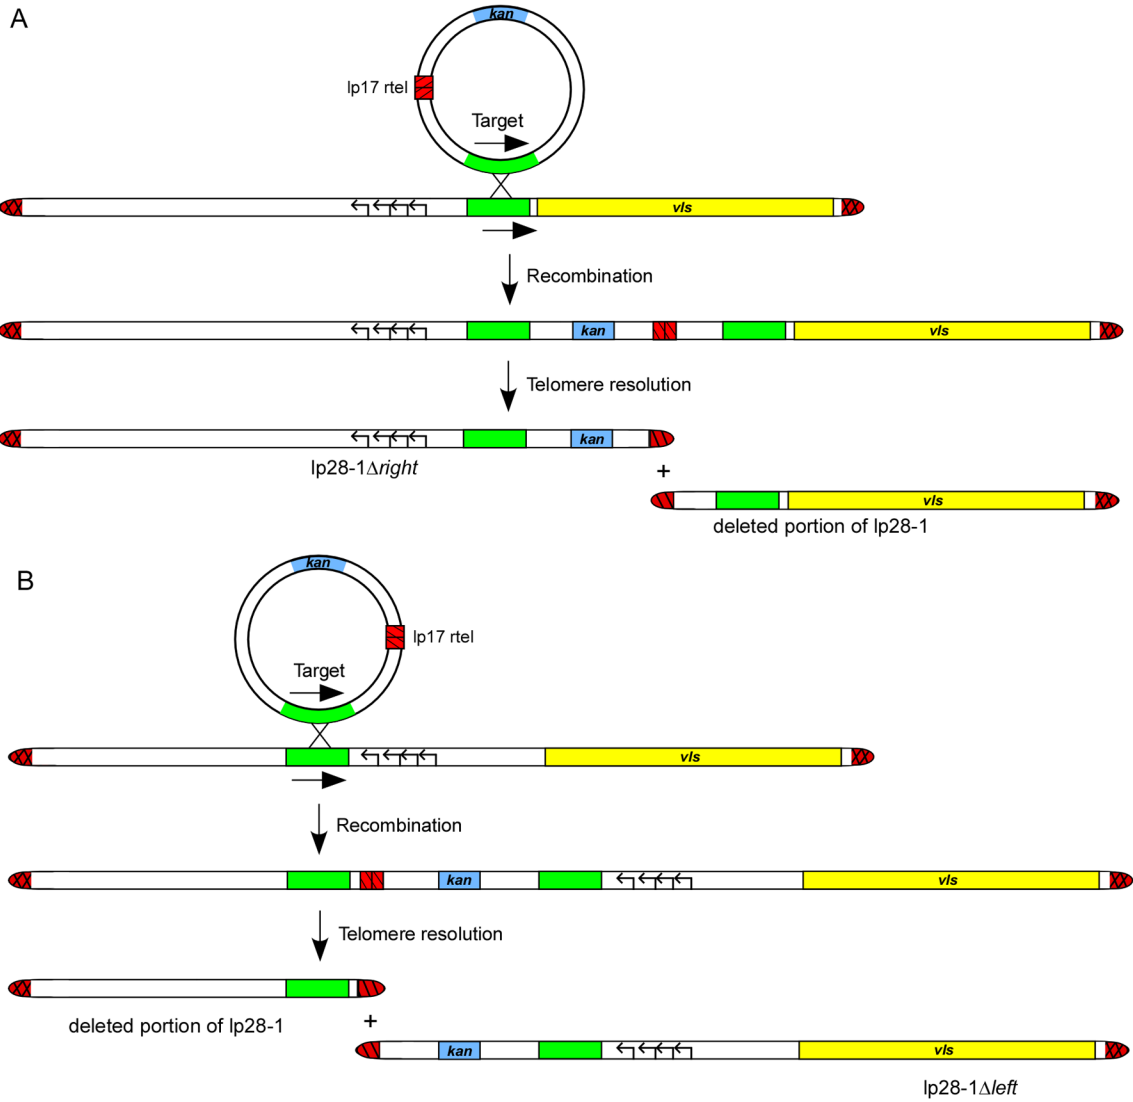 A
kan
lp17 rtel
Target
vls
Recombination
kan
vls
Telomere resolution
kan
lp28-1Δright
+
vls
deleted portion of lp28-1
B
kan
lp17 rtel
Target
vls
Recombination
kan
vls
Telomere resolution
deleted portion of lp28-1
+
kan
vls
lp28-1Δleft